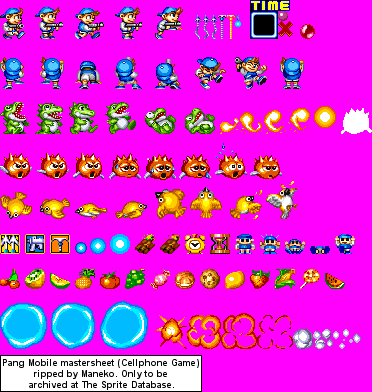 TIME
Pang Mobile mastersheet (Cellphone Game)
ripped by Maneko. Only to be
archived at The Sprite Database.